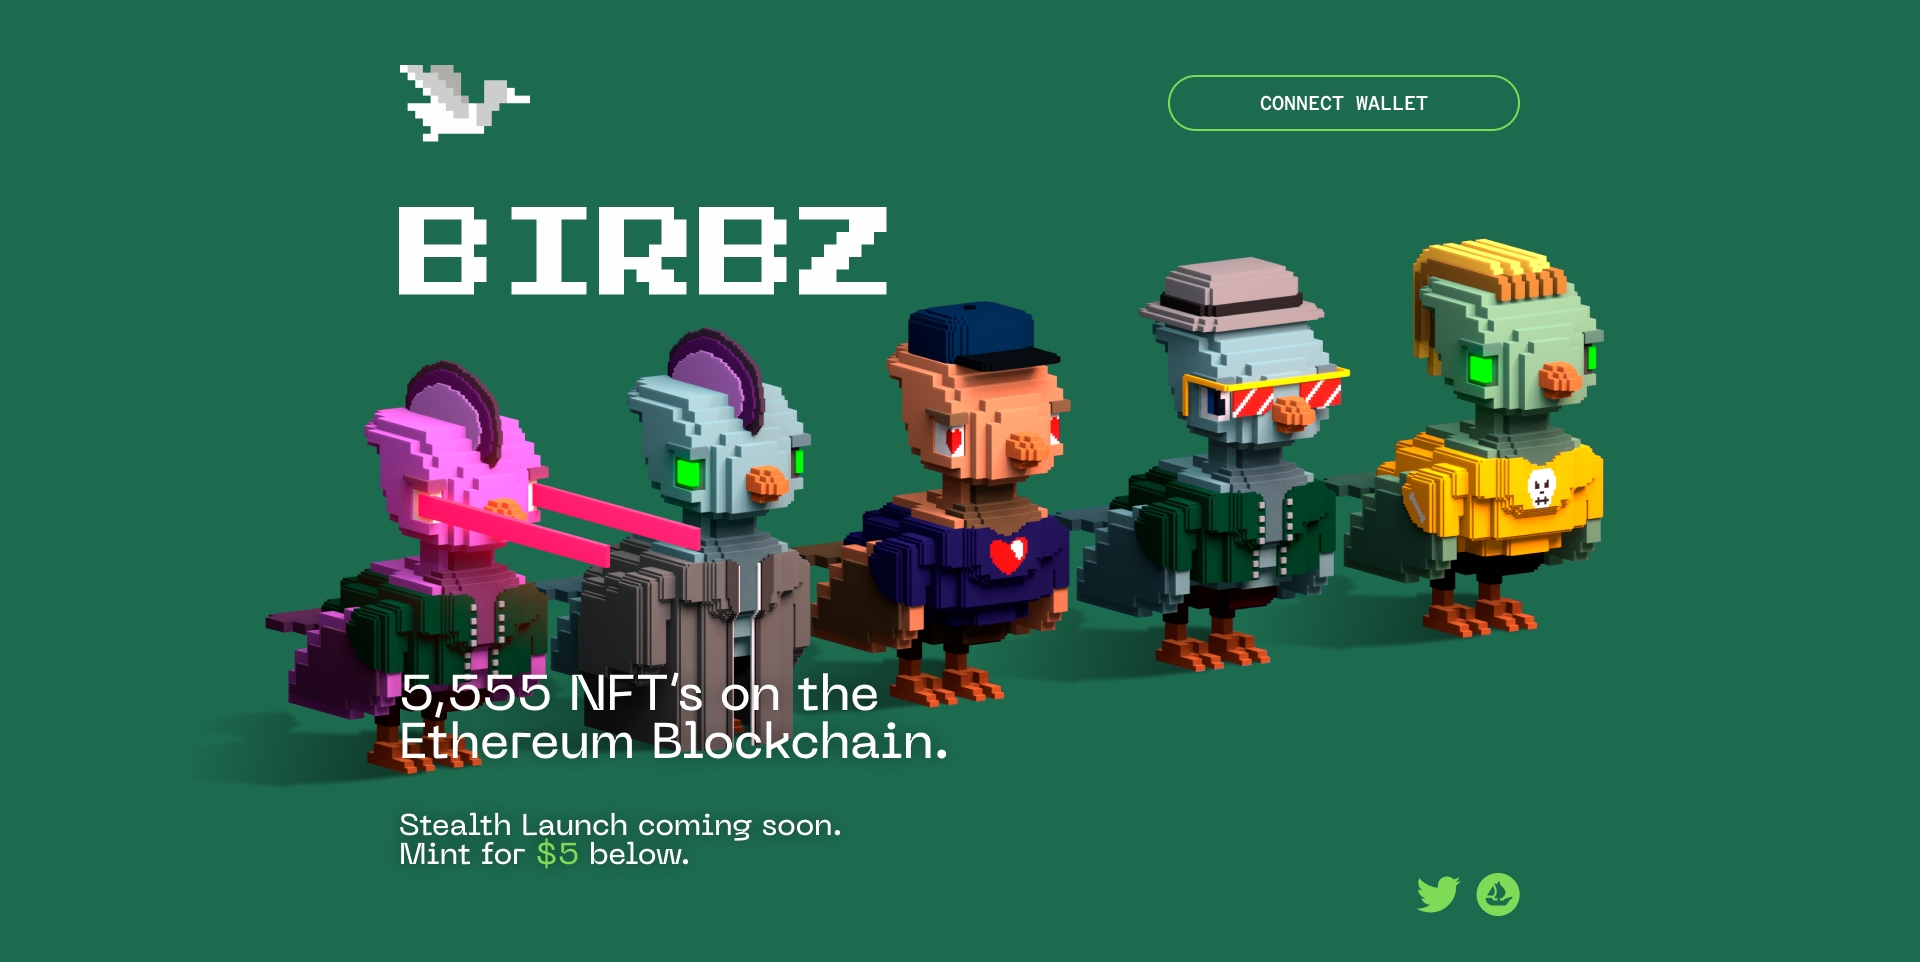 CONNECT WALLET
BIRBZ
5,555 NFT's on the
Ethereum Blockchain.
Stealth Launch coming soon.
Mint for $5 below.